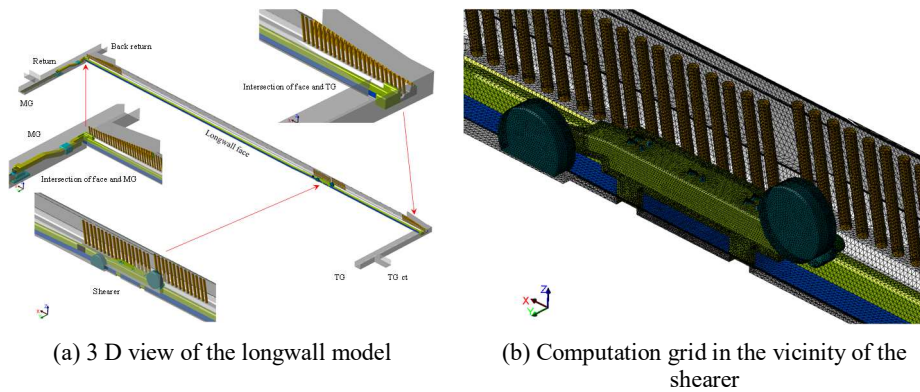 Back return
Return
MG
Intersection of face and TG
MG
Longwall face
Intersection of face and MG
TG
TG ct
Shearer
X
Y
Z
(a) 3 D view of the longwall model
(b) Computation grid in the vicinity of the
shearer